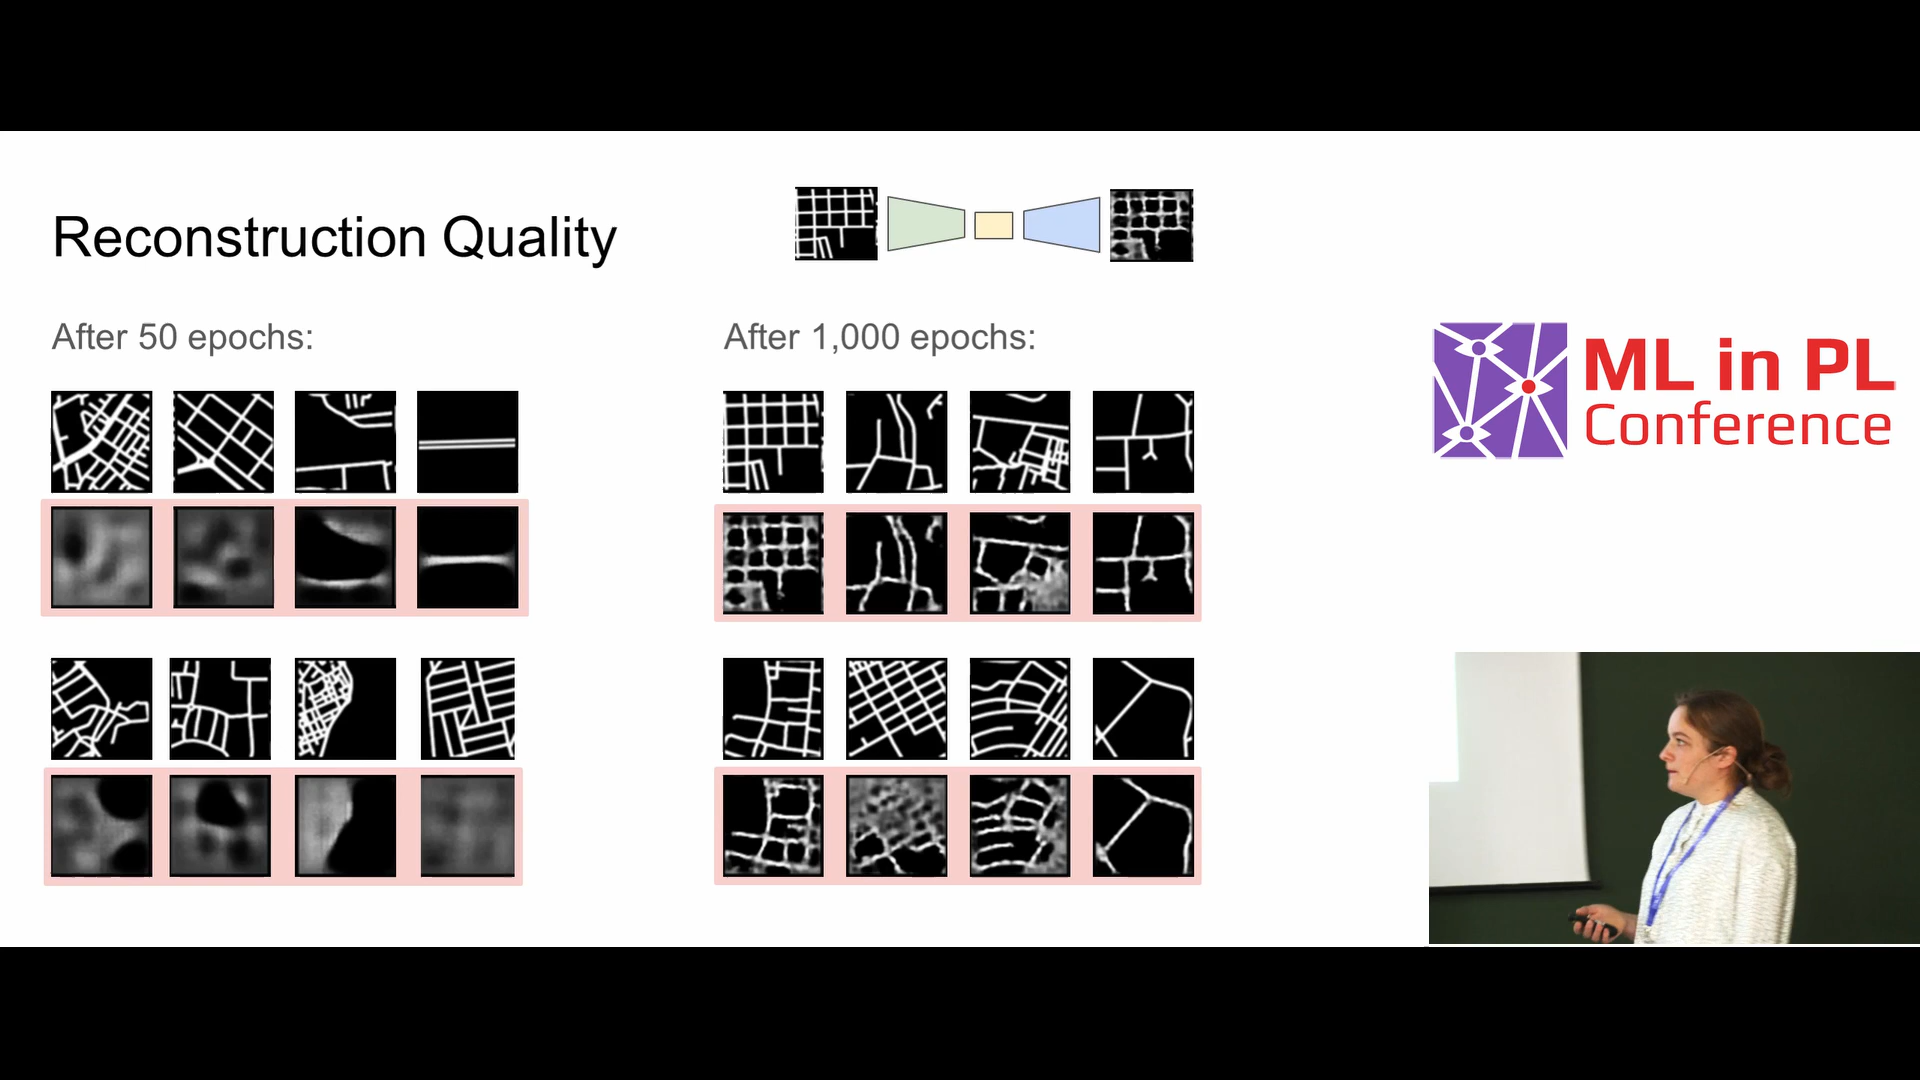 Reconstruction Quality
After 50 epochs:
After 1,000 epochs:
ML in PL
Conference